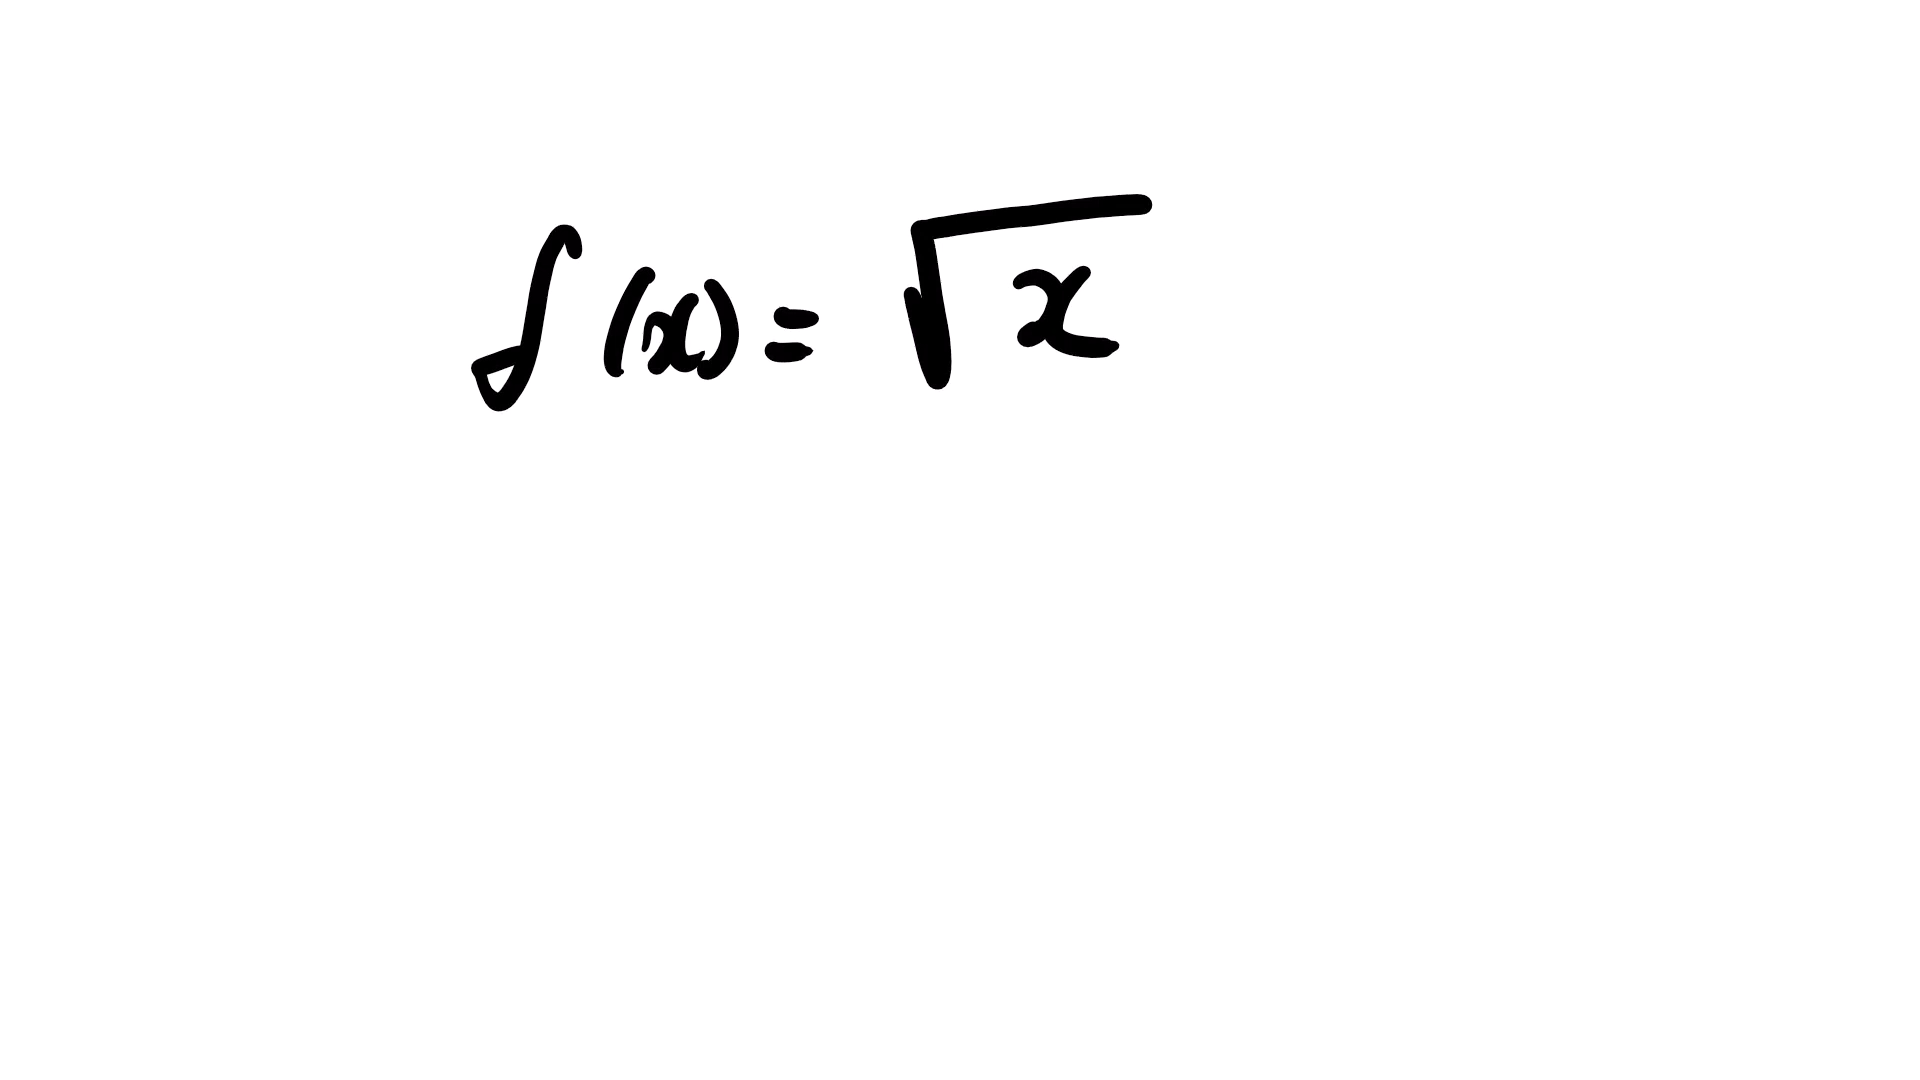 f(x) = √x